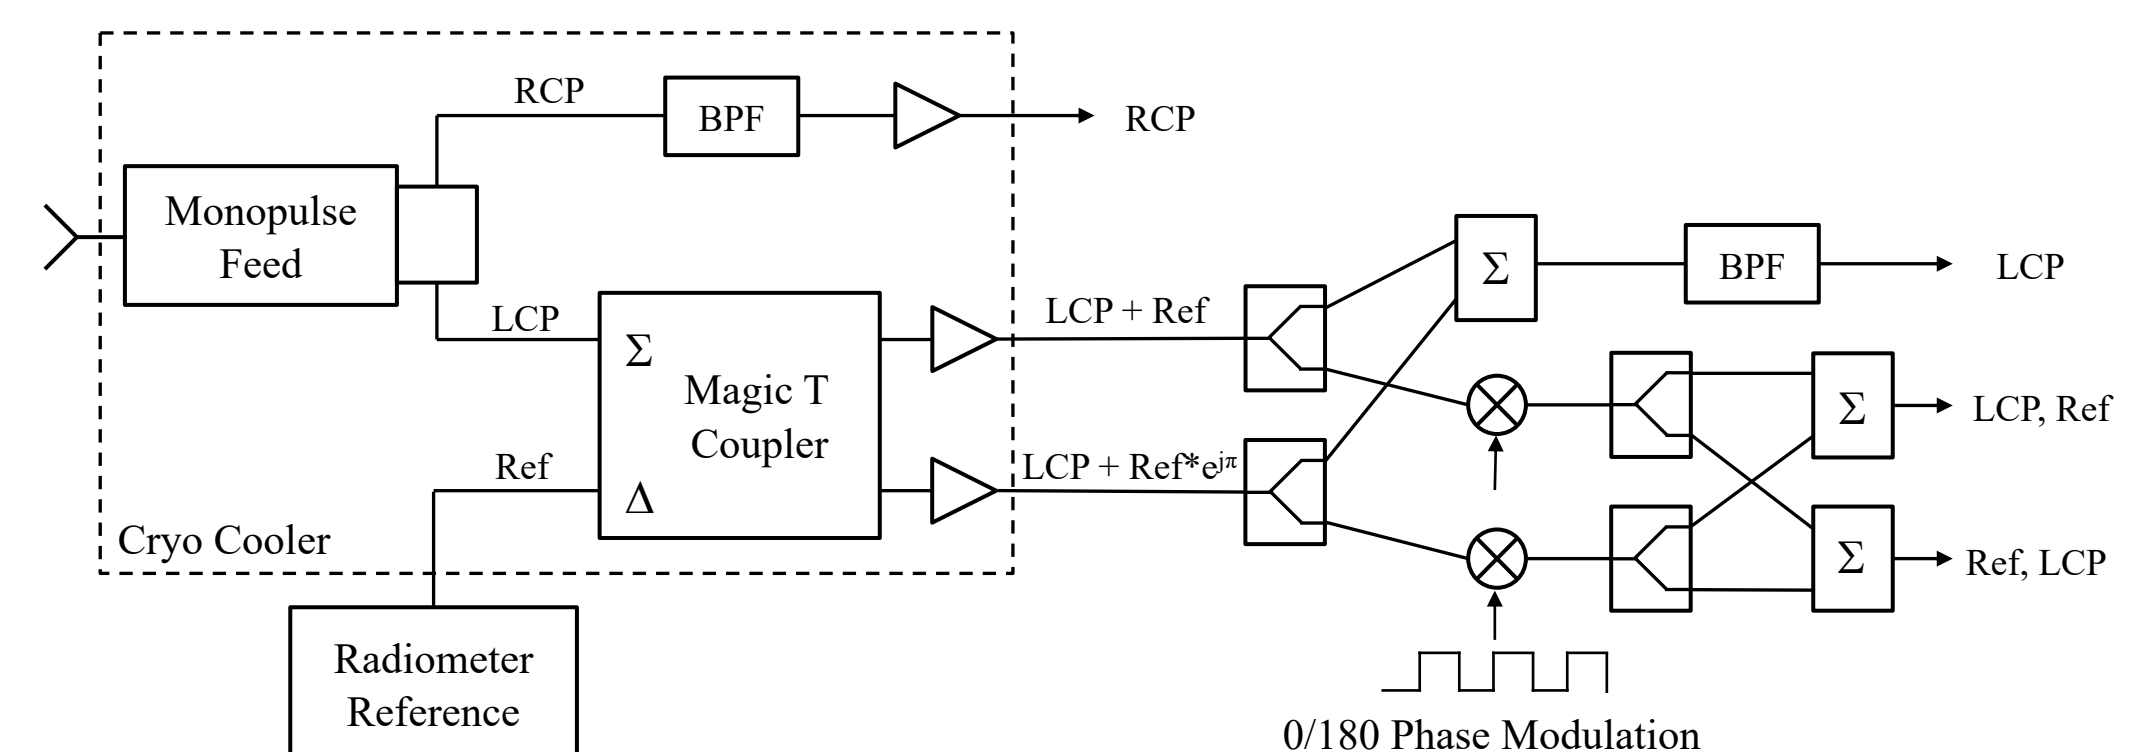 RCP
BPF
RCP
Monopulse
Feed
LCP
Σ
Magic T
Coupler
Ref
Δ
Cryo Cooler
Radiometer
Reference
LCP + Ref
LCP + Ref*e^jπ
Σ
BPF
LCP
Σ
LCP, Ref
Σ
Ref, LCP
0/180 Phase Modulation